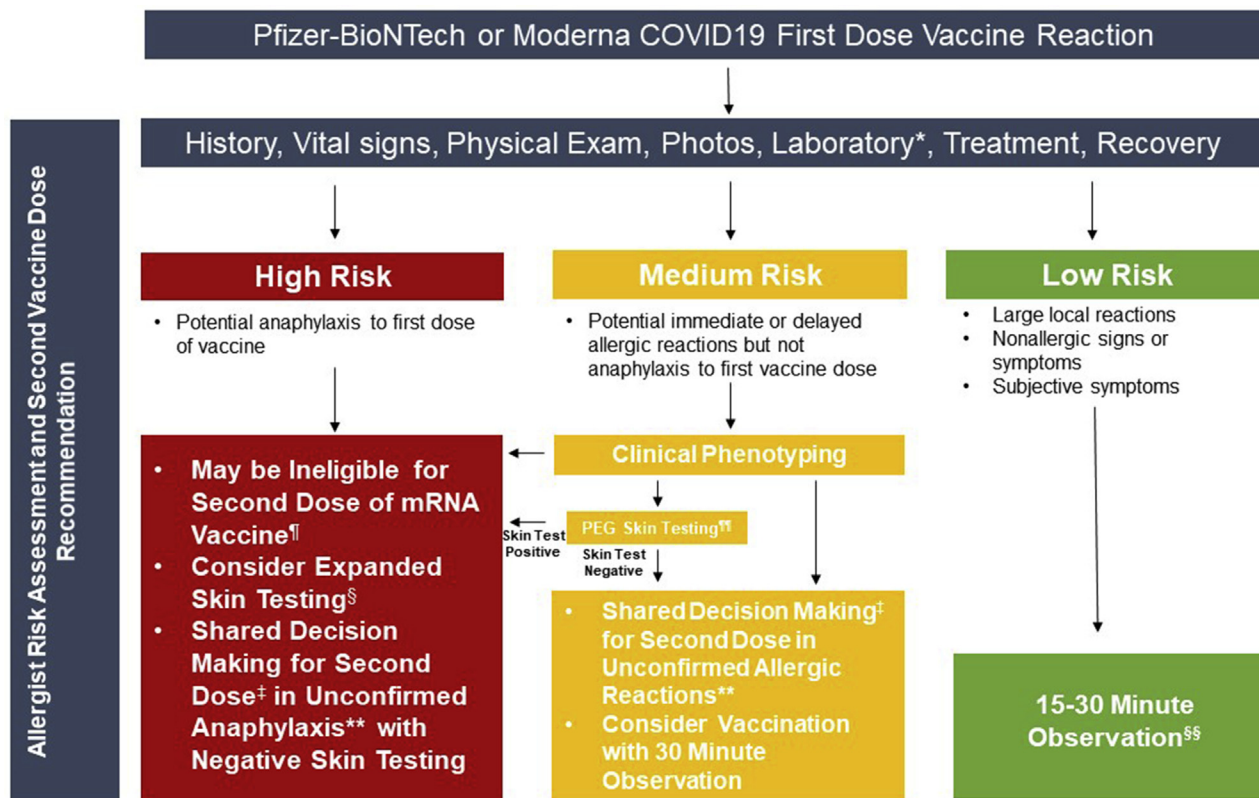 Pfizer-BioNTech or Moderna COVID19 First Dose Vaccine Reaction
Allergist Risk Assessment and Second Vaccine Dose
Recommendation
History, Vital signs, Physical Exam, Photos, Laboratory*, Treatment, Recovery
High Risk
• Potential anaphylaxis to first dose
of vaccine
Medium Risk
• Potential immediate or delayed
allergic reactions but not
anaphylaxis to first vaccine dose
Low Risk
• Large local reactions
• Nonallergic signs or
symptoms
• Subjective symptoms
• May be Ineligible for
Second Dose of mRNA
Vaccine¶
• Consider Expanded
Skin Testing§
• Shared Decision
Making for Second
Dose‡ in Unconfirmed
Anaphylaxis** with
Negative Skin Testing
Clinical Phenotyping
PEG Skin Testing¶¶
Skin Test
Positive
Skin Test
Negative
• Shared Decision Making‡
for Second Dose in
Unconfirmed Allergic
Reactions**
• Consider Vaccination
with 30 Minute
Observation
15-30 Minute
Observation§§